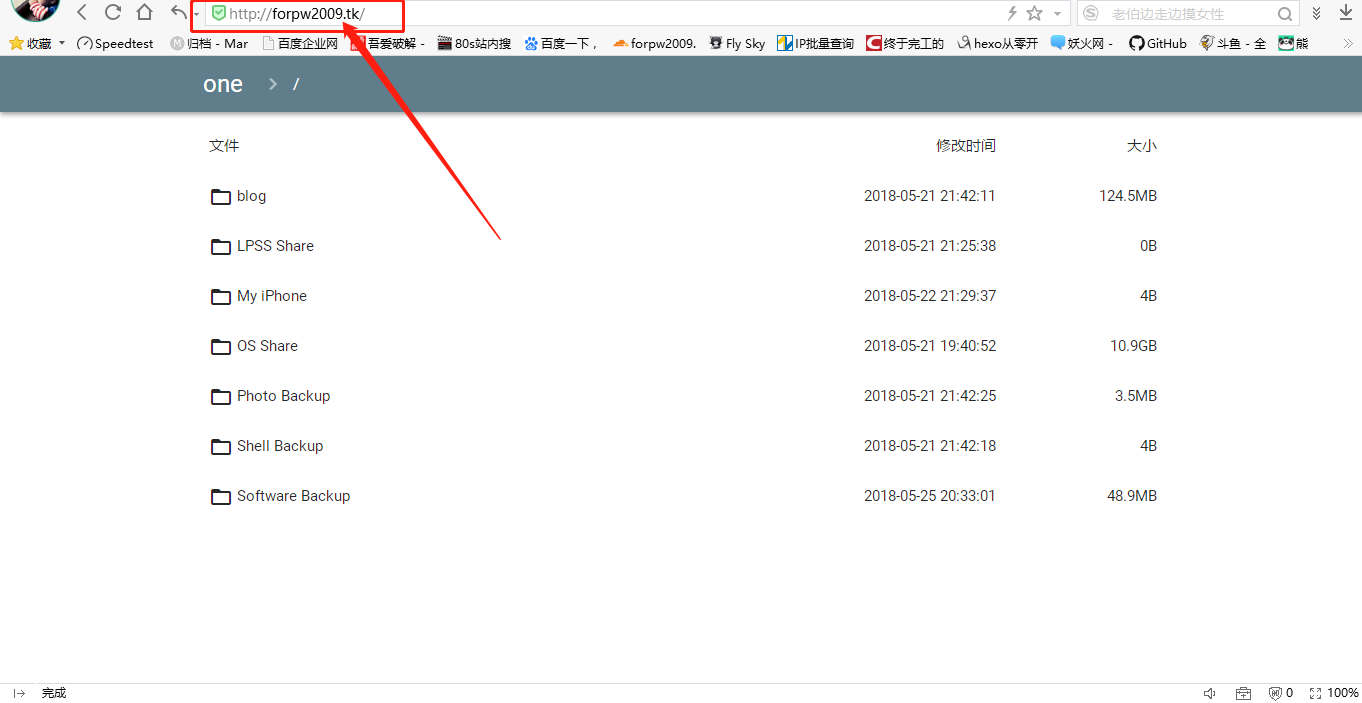 http://forpw2009.tk/ 老伯边走边摸女性
收藏 Speedtest 归档 - Mar 百度企业网 吾爱破解 - 80s站内搜 百度一下， forpw2009. Fly Sky IP批量查询 终于完工的 hexo从零开 妖火网 - GitHub 斗鱼 - 全 熊
one > /
文件 修改时间 大小
blog 2018-05-21 21:42:11 124.5MB
LPSS Share 2018-05-21 21:25:38 0B
My iPhone 2018-05-22 21:29:37 4B
OS Share 2018-05-21 19:40:52 10.9GB
Photo Backup 2018-05-21 21:42:25 3.5MB
Shell Backup 2018-05-21 21:42:18 4B
Software Backup 2018-05-25 20:33:01 48.9MB
完成 0 100%